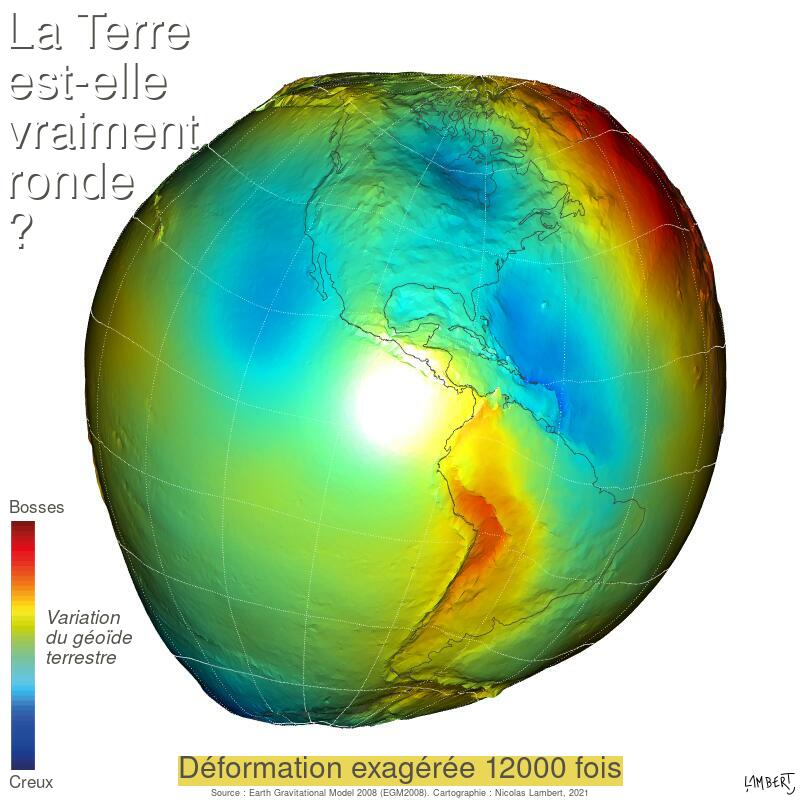 La Terre
est-elle
vraiment
ronde
?
Bosses
Variation
du géoïde
terrestre
Creux
Déformation exagérée 12000 fois
Source : Earth Gravitational Model 2008 (EGM2008). Cartographie : Nicolas Lambert, 2021
LAMBERT